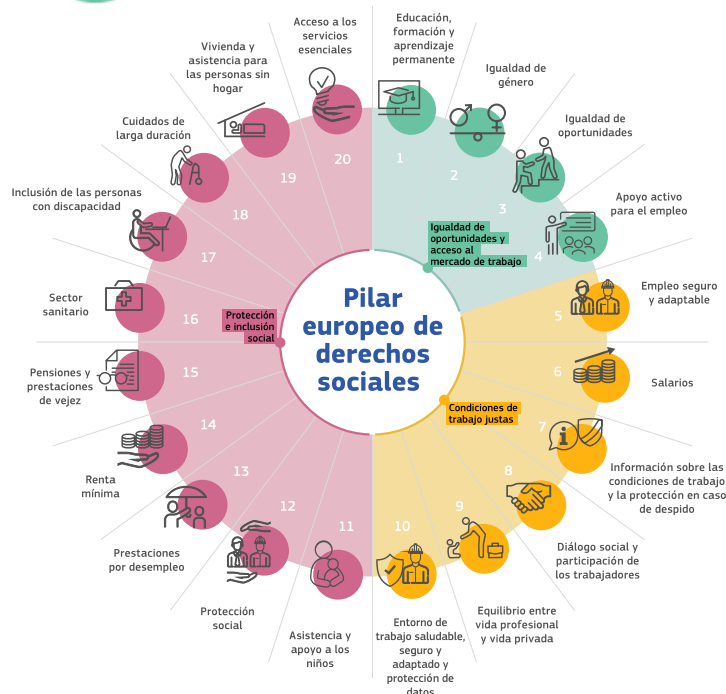 Pilar
europeo de
derechos
sociales
Igualdad de
oportunidades y
acceso al
mercado de trabajo
Condiciones de
trabajo justas
Protección
e inclusión
social
1
Educación,
formación y
aprendizaje
permanente
2
Igualdad de
género
3
Igualdad de
oportunidades
4
Apoyo activo
para el empleo
5
Empleo seguro
y adaptable
6
Salarios
7
Información sobre las
condiciones de trabajo
y la protección en caso
de despido
8
Diálogo social y
participación de
los trabajadores
9
Equilibrio entre
vida profesional
y vida privada
10
Entorno de
trabajo saludable,
seguro y
adaptado y
protección de
datos
11
Asistencia y
apoyo a los
niños
12
Protección
social
13
Prestaciones
por desempleo
14
Renta
mínima
15
Pensiones y
prestaciones
de vejez
16
Sector
sanitario
17
Inclusión de las personas
con discapacidad
18
Cuidados de
larga duración
19
Vivienda y
asistencia para
las personas sin
hogar
20
Acceso a los
servicios
esenciales